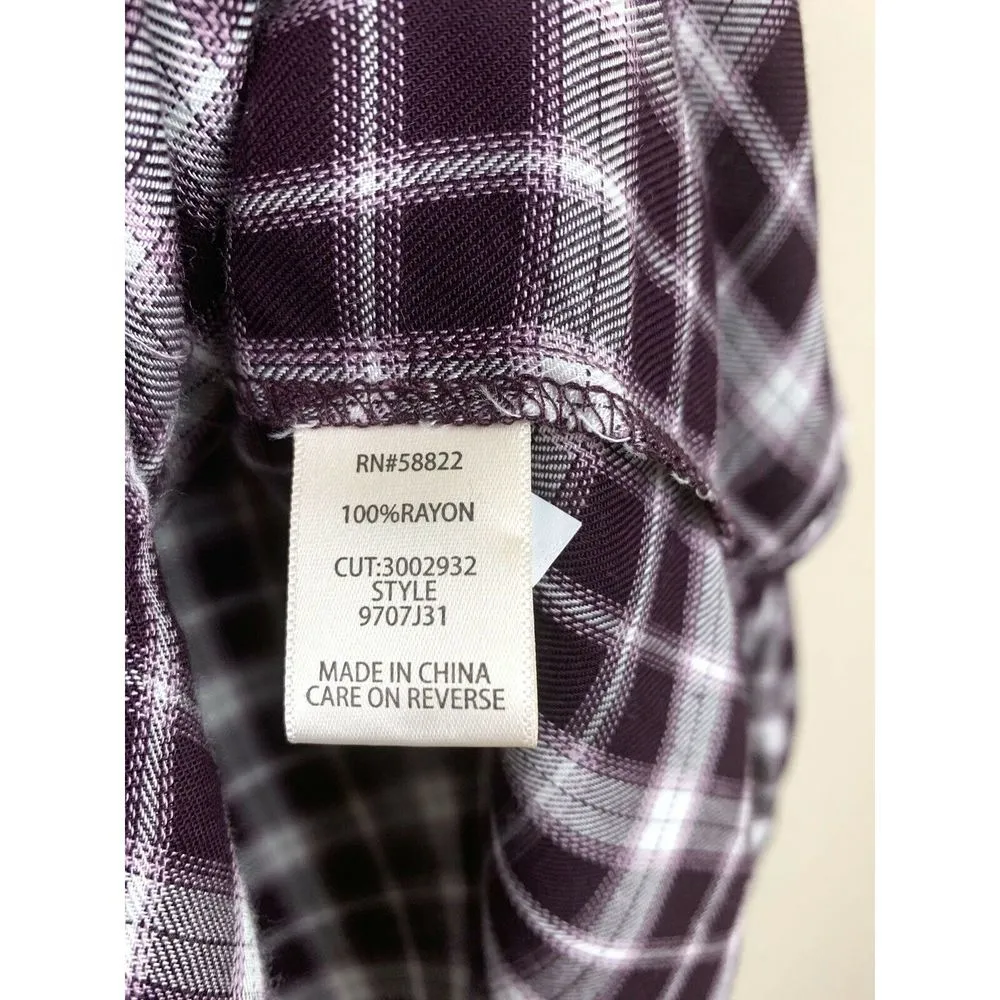 RN#58822
100%RAYON
CUT:3002932
STYLE
9707J31
MADE IN CHINA
CARE ON REVERSE